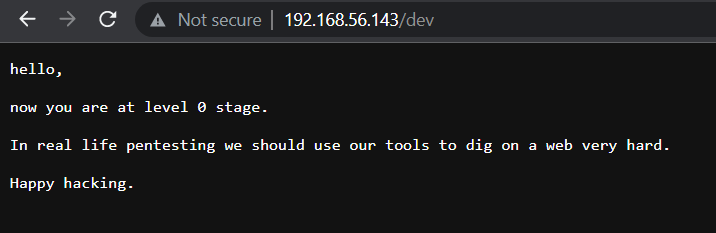 Not secure 192.168.56.143/dev
hello,
now you are at level 0 stage.
In real life pentesting we should use our tools to dig on a web very hard.
Happy hacking.